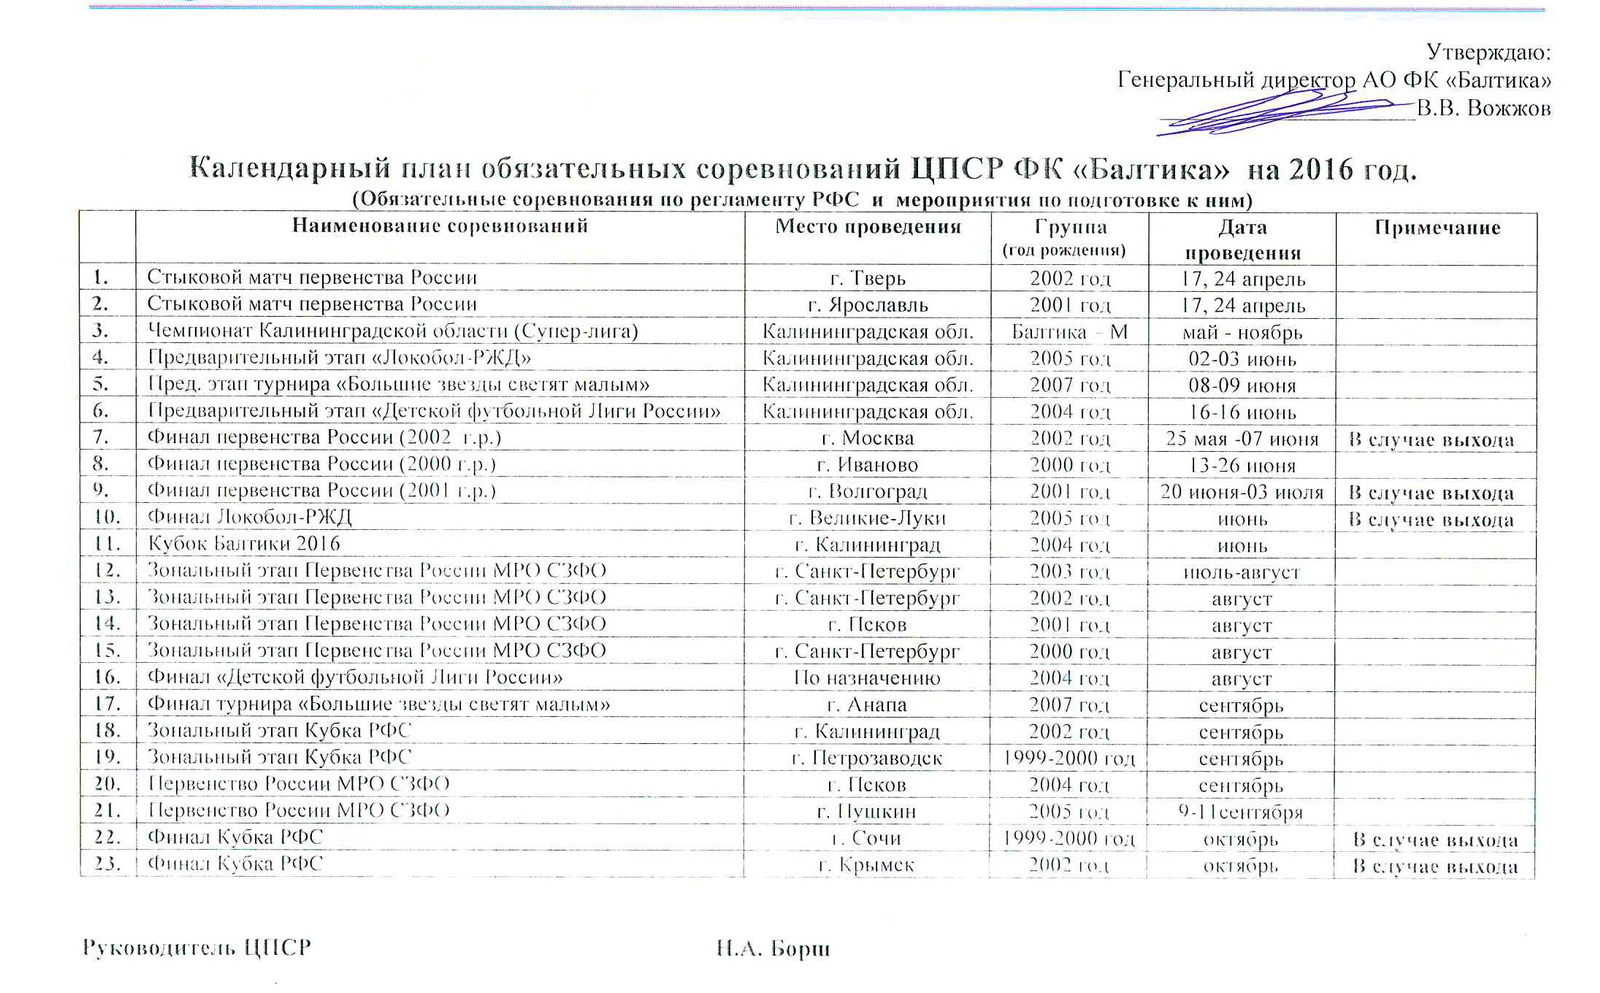 Утверждаю:
Генеральный директор АО ФК «Балтика»
В.В. Вожжов
Календарный план обязательных соревнований ЦПСР ФК «Балтика» на 2016 год.
(Обязательные соревнования по регламенту РФС и мероприятия по подготовке к ним)
Наименование соревнований Место проведения Группа (год рождения) Дата проведения Примечание
1. Стыковой матч первенства России г. Тверь 2002 год 17, 24 апрель
2. Стыковой матч первенства России г. Ярославль 2001 год 17, 24 апрель
3. Чемпионат Калининградской области (Супер-лига) Калининградская обл. Балтика - М май - ноябрь
4. Предварительный этап «Локобол-РЖД» Калининградская обл. 2005 год 02-03 июнь
5. Пред. этап турнира «Большие звезды светят малым» Калининградская обл. 2007 год 08-09 июня
6. Предварительный этап «Детской футбольной Лиги России» Калининградская обл. 2004 год 16-16 июнь
7. Финал первенства России (2002 г.р.) г. Москва 2002 год 25 мая -07 июня В случае выхода
8. Финал первенства России (2000 г.р.) г. Иваново 2000 год 13-26 июня
9. Финал первенства России (2001 г.р.) г. Волгоград 2001 год 20 июня-03 июля В случае выхода
10. Финал Локобол-РЖД г. Великие-Луки 2005 год июнь В случае выхода
11. Кубок Балтики 2016 г. Калининград 2004 год июнь
12. Зональный этап Первенства России МРО СЗФО г. Санкт-Петербург 2003 год июль-август
13. Зональный этап Первенства России МРО СЗФО г. Санкт-Петербург 2002 год август
14. Зональный этап Первенства России МРО СЗФО г. Псков 2001 год август
15. Зональный этап Первенства России МРО СЗФО г. Санкт-Петербург 2000 год август
16. Финал «Детской футбольной Лиги России» По назначению 2004 год август
17. Финал турнира «Большие звезды светят малым» г. Анапа 2007 год сентябрь
18. Зональный этап Кубка РФС г. Калининград 2002 год сентябрь
19. Зональный этап Кубка РФС г. Петрозаводск 1999-2000 год сентябрь
20. Первенство России МРО СЗФО г. Псков 2004 год сентябрь
21. Первенство России МРО СЗФО г. Пушкин 2005 год 9-11сентября
22. Финал Кубка РФС г. Сочи 1999-2000 год октябрь В случае выхода
23. Финал Кубка РФС г. Крымск 2002 год октябрь В случае выхода
Руководитель ЦПСР Н.А. Борш